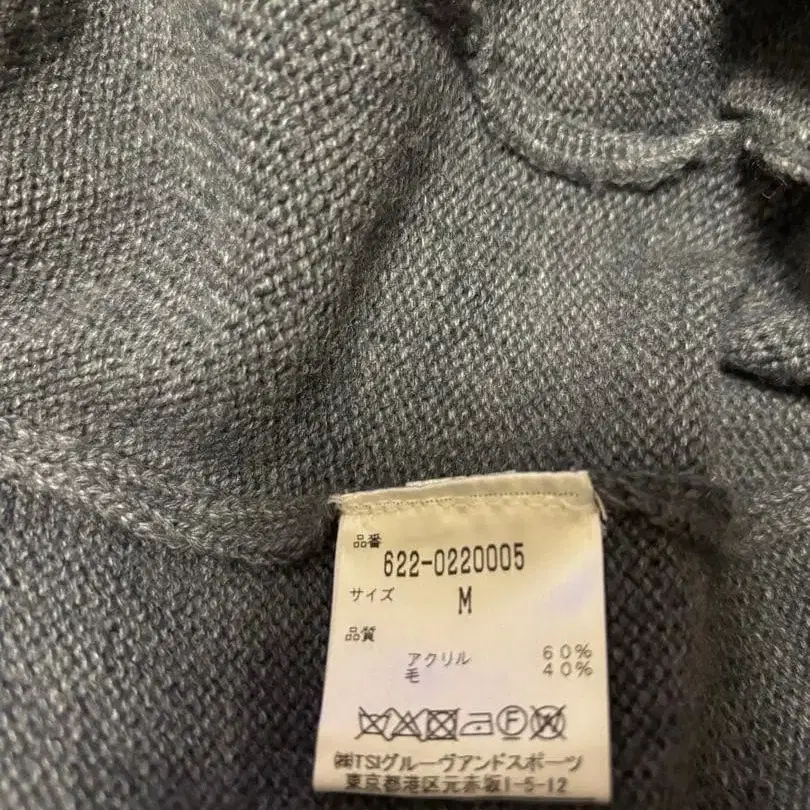 品番
622-0220005
サイズ M
品質
アクリル 60%
毛 40%
㈱TSIグルーヴアンドスポーツ
東京都港区元赤坂1-5-12